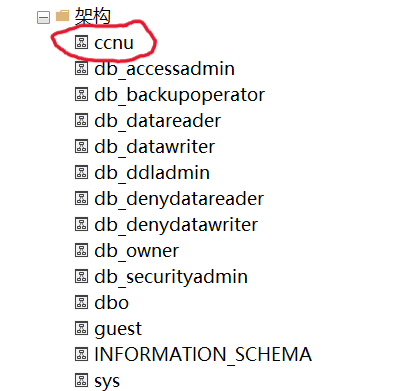 架构
ccnu
db_accessadmin
db_backupoperator
db_datareader
db_datawriter
db_ddladmin
db_denydatareader
db_denydatawriter
db_owner
db_securityadmin
dbo
guest
INFORMATION_SCHEMA
sys